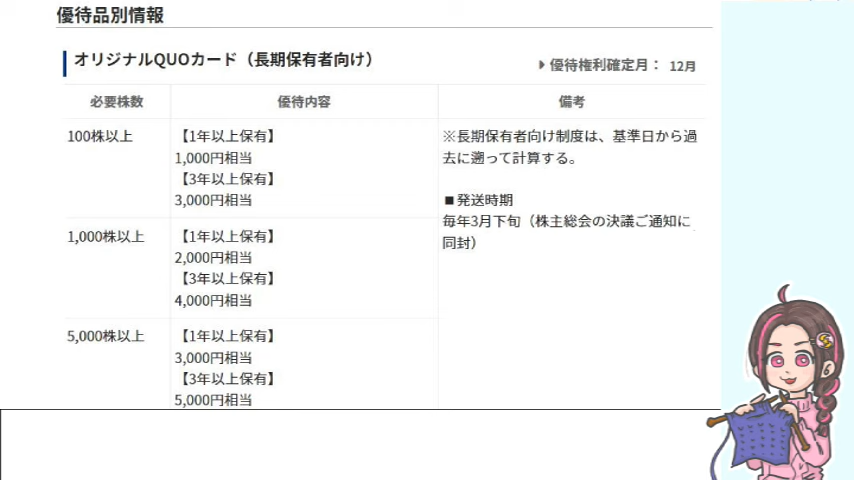 優待品別情報
オリジナルQUOカード（長期保有者向け）
優待権利確定月： 12月
必要株数 優待内容 備考
100株以上
【1年以上保有】
1,000円相当
【3年以上保有】
3,000円相当
※長期保有者向け制度は、基準日から過
去に遡って計算する。
■発送時期
毎年3月下旬（株主総会の決議ご通知に
同封）
1,000株以上
【1年以上保有】
2,000円相当
【3年以上保有】
4,000円相当
5,000株以上
【1年以上保有】
3,000円相当
【3年以上保有】
5,000円相当